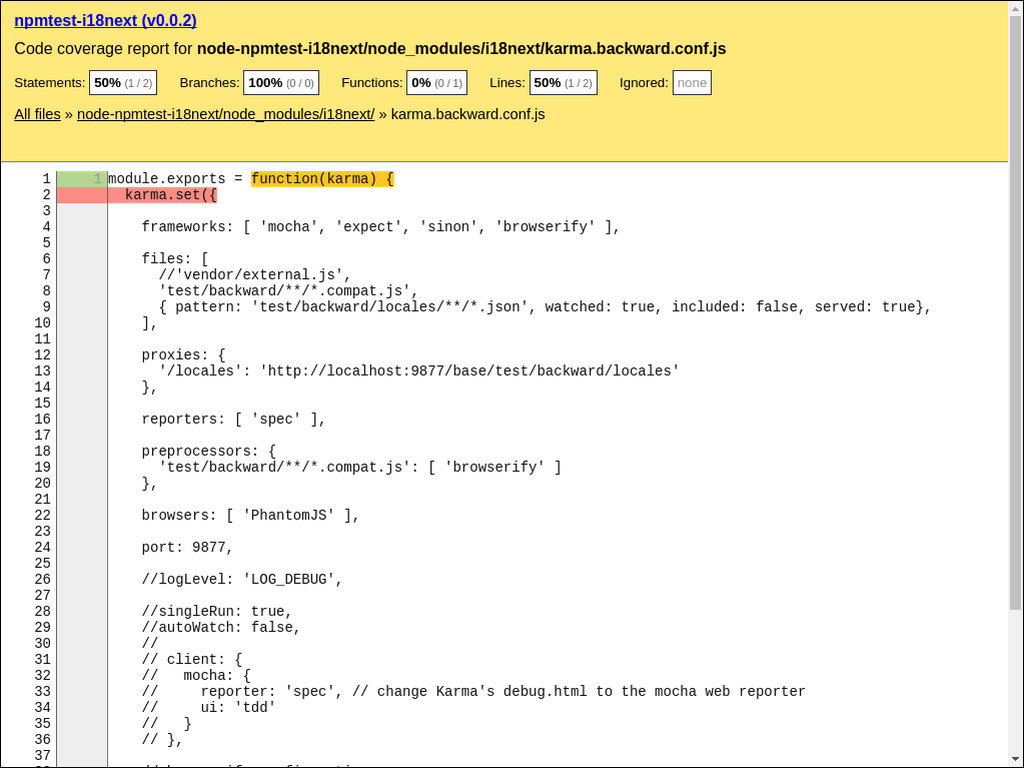 npmtest-i18next (v0.0.2)
Code coverage report for node-npmtest-i18next/node_modules/i18next/karma.backward.conf.js
Statements: 50% (1 / 2) Branches: 100% (0 / 0) Functions: 0% (0 / 1) Lines: 50% (1 / 2) Ignored: none
All files » node-npmtest-i18next/node_modules/i18next/ » karma.backward.conf.js
1 1 module.exports = function(karma) {
2 karma.set({
3
4 frameworks: [ 'mocha', 'expect', 'sinon', 'browserify' ],
5
6 files: [
7 //'vendor/external.js',
8 'test/backward/**/*.compat.js',
9 { pattern: 'test/backward/locales/**/*.json', watched: true, included: false, served: true},
10 ],
11
12 proxies: {
13 '/locales': 'http://localhost:9877/base/test/backward/locales'
14 },
15
16 reporters: [ 'spec' ],
17
18 preprocessors: {
19 'test/backward/**/*.compat.js': [ 'browserify' ]
20 },
21
22 browsers: [ 'PhantomJS' ],
23
24 port: 9877,
25
26 //logLevel: 'LOG_DEBUG',
27
28 //singleRun: true,
29 //autoWatch: false,
30 //
31 // client: {
32 // mocha: {
33 // reporter: 'spec', // change Karma's debug.html to the mocha web reporter
34 // ui: 'tdd'
35 // }
36 // },
37